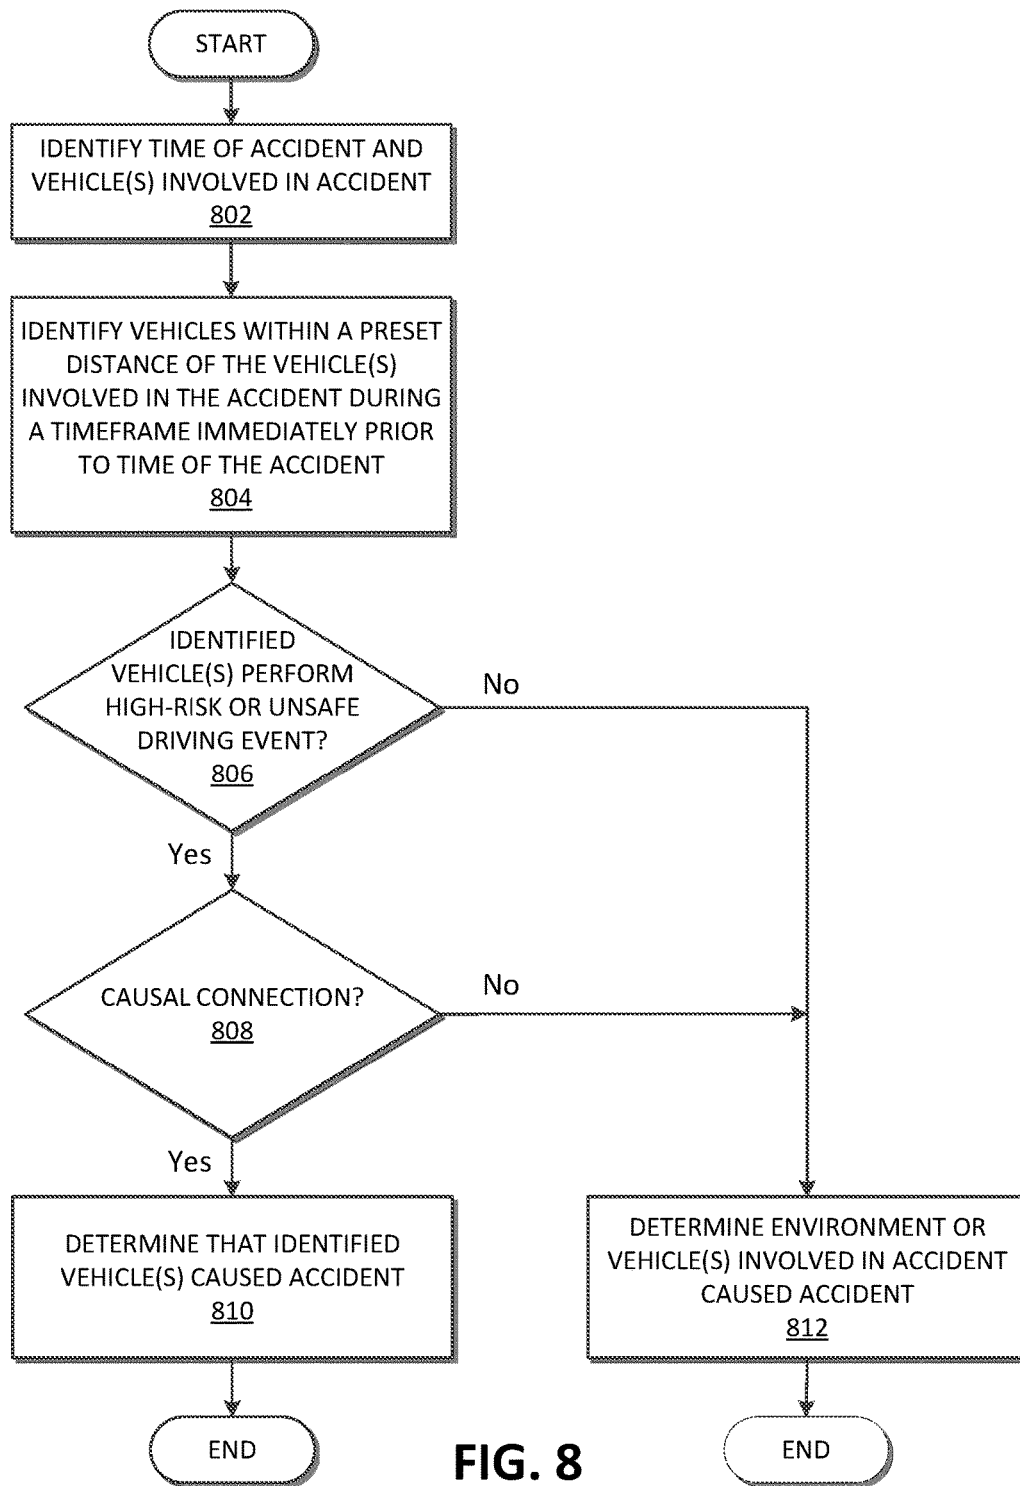 START
IDENTIFY TIME OF ACCIDENT AND
VEHICLE(S) INVOLVED IN ACCIDENT
802
IDENTIFY VEHICLES WITHIN A PRESET
DISTANCE OF THE VEHICLE(S)
INVOLVED IN THE ACCIDENT DURING
A TIMEFRAME IMMEDIATELY PRIOR
TO TIME OF THE ACCIDENT
804
IDENTIFIED
VEHICLE(S) PERFORM
HIGH-RISK OR UNSAFE
DRIVING EVENT?
806
No
Yes
CAUSAL CONNECTION?
808
No
Yes
DETERMINE THAT IDENTIFIED
VEHICLE(S) CAUSED ACCIDENT
810
DETERMINE ENVIRONMENT OR
VEHICLE(S) INVOLVED IN ACCIDENT
CAUSED ACCIDENT
812
END
END
FIG. 8